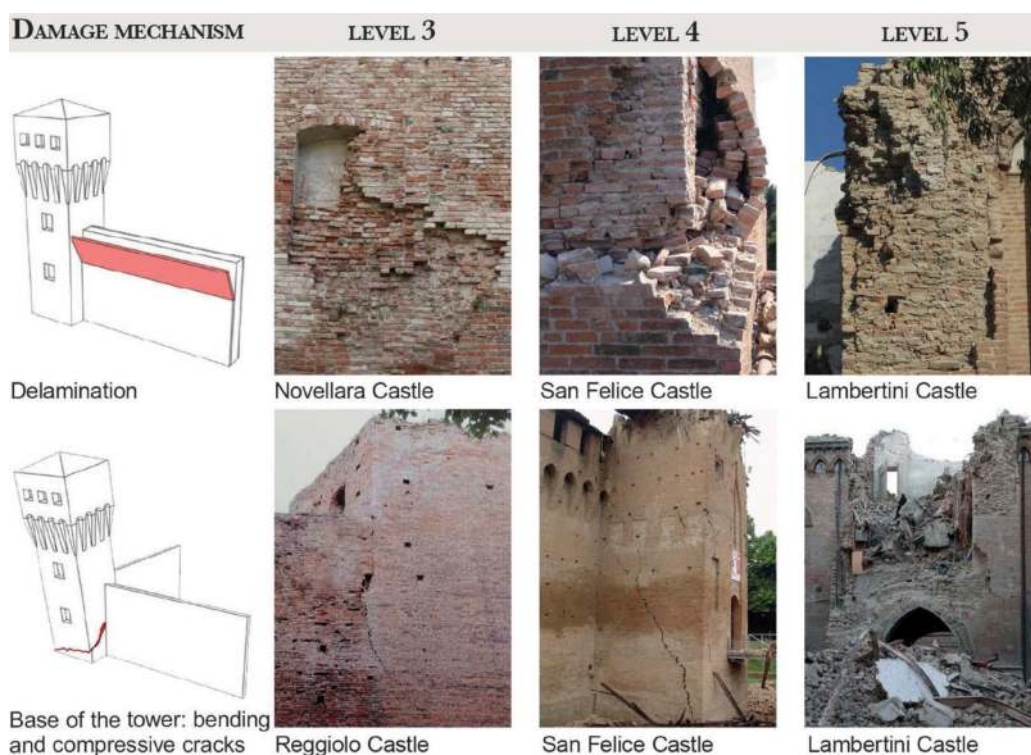 DAMAGE MECHANISM LEVEL 3 LEVEL 4 LEVEL 5
Delamination Novellara Castle San Felice Castle Lambertini Castle
Base of the tower: bending
and compressive cracks Reggiolo Castle San Felice Castle Lambertini Castle